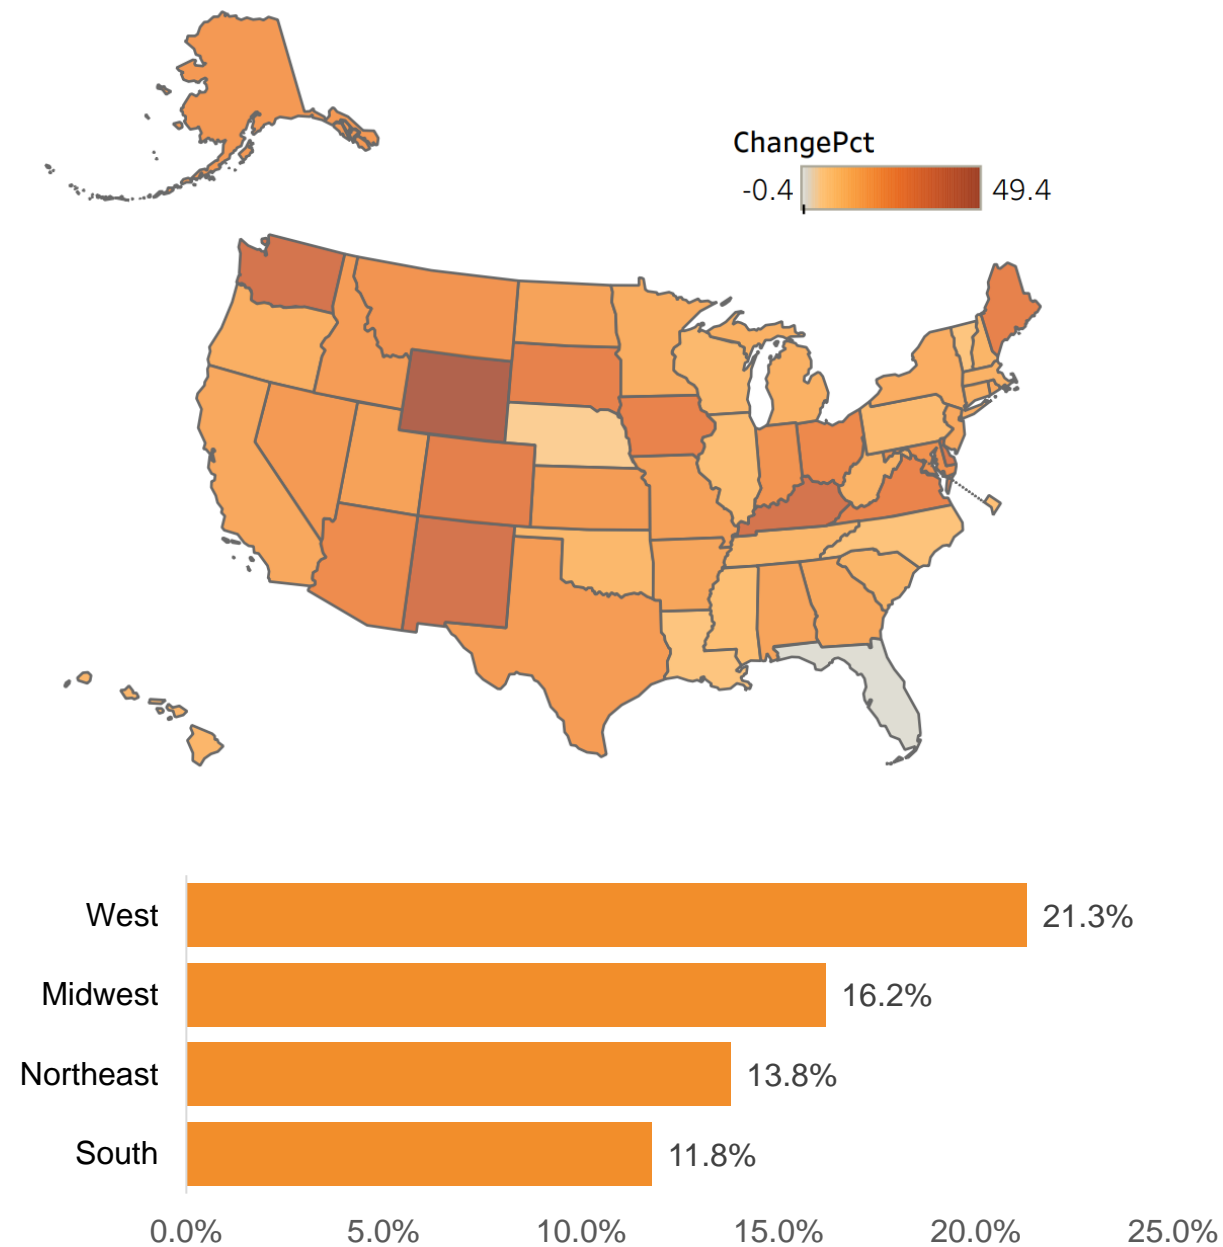 ChangePct
-0.4 49.4
West 21.3%
Midwest 16.2%
Northeast 13.8%
South 11.8%
0.0% 5.0% 10.0% 15.0% 20.0% 25.0%